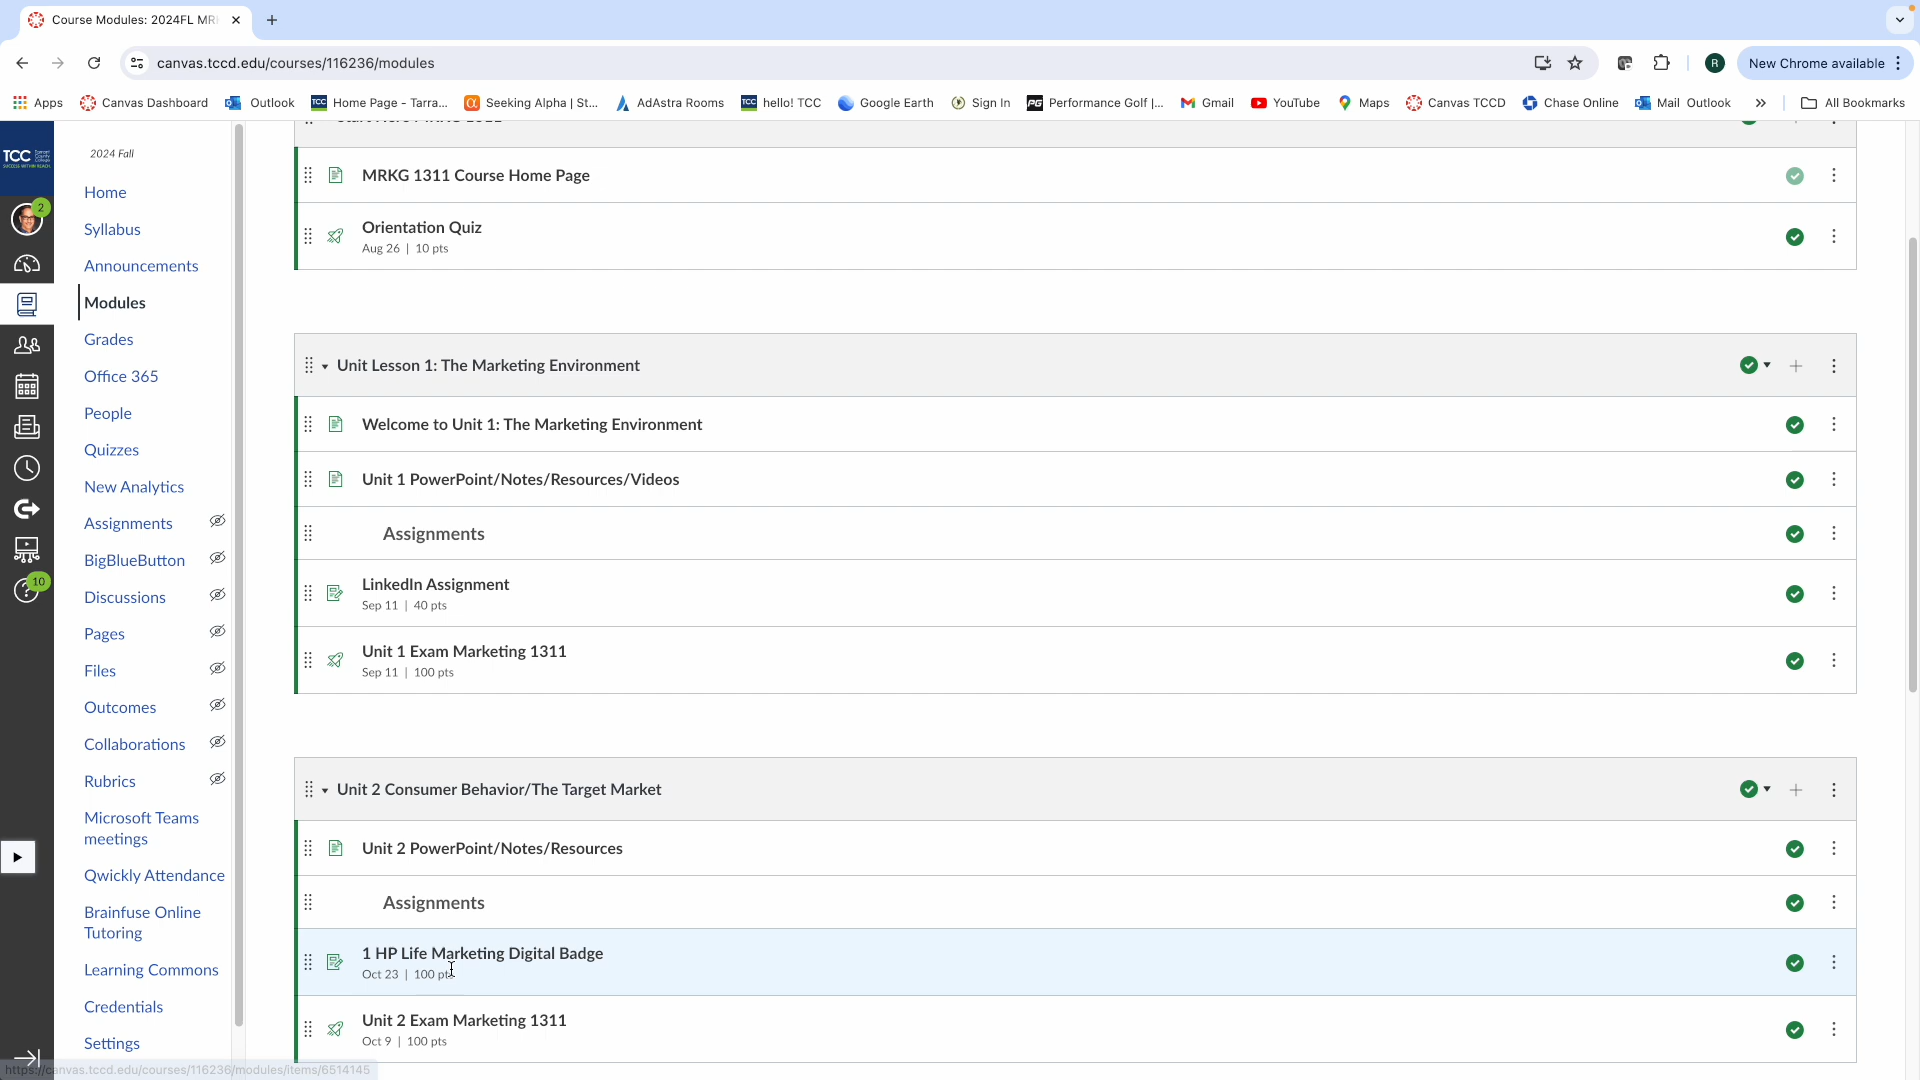 Course Modules: 2024FL MR
canvas.tccd.edu/courses/116236/modules
R
New Chrome available
Apps
Canvas Dashboard
Outlook
TCC Home Page - Tarra...
Seeking Alpha | St...
AdAstra Rooms
TCC hello! TCC
Google Earth
Sign In
PG Performance Golf |...
Gmail
YouTube
Maps
Canvas TCCD
Chase Online
Mail Outlook
All Bookmarks
TCC
2
10
2024 Fall
Home
Syllabus
Announcements
Modules
Grades
Office 365
People
Quizzes
New Analytics
Assignments
BigBlueButton
Discussions
Pages
Files
Outcomes
Collaborations
Rubrics
Microsoft Teams
meetings
Qwickly Attendance
Brainfuse Online
Tutoring
Learning Commons
Credentials
Settings
MRKG 1311 Course Home Page
Orientation Quiz
Aug 26 | 10 pts
Unit Lesson 1: The Marketing Environment
Welcome to Unit 1: The Marketing Environment
Unit 1 PowerPoint/Notes/Resources/Videos
Assignments
LinkedIn Assignment
Sep 11 | 40 pts
Unit 1 Exam Marketing 1311
Sep 11 | 100 pts
Unit 2 Consumer Behavior/The Target Market
Unit 2 PowerPoint/Notes/Resources
Assignments
1 HP Life Marketing Digital Badge
Oct 23 | 100 pts
Unit 2 Exam Marketing 1311
Oct 9 | 100 pts
https://canvas.tccd.edu/courses/116236/modules/items/6514145